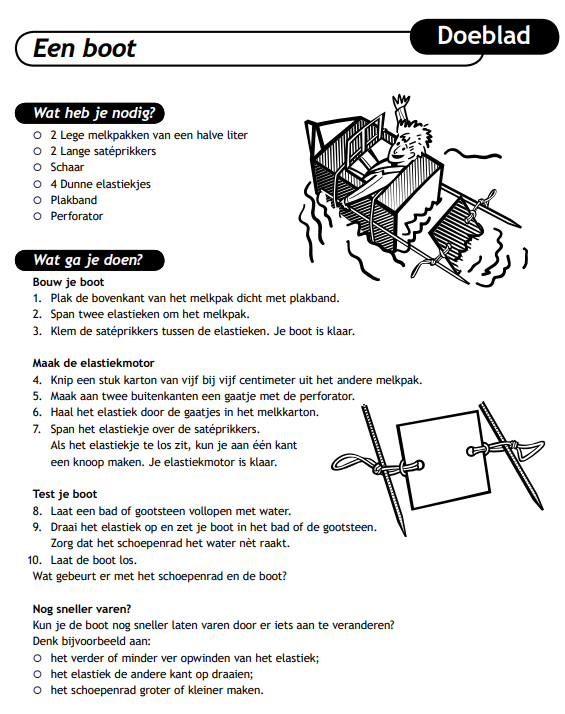 Doeblad
Een boot
Wat heb je nodig?
2 Lege melkpakken van een halve liter
2 Lange satéprikkers
Schaar
4 Dunne elastiekjes
Plakband
Perforator
Wat ga je doen?
Bouw je boot
1. Plak de bovenkant van het melkpak dicht met plakband.
2. Span twee elastieken om het melkpak.
3. Klem de satéprikkers tussen de elastieken. Je boot is klaar.
Maak de elastiekmotor
4. Knip een stuk karton van vijf bij vijf centimeter uit het andere melkpak.
5. Maak aan twee buitenkanten een gaatje met de perforator.
6. Haal het elastiek door de gaatjes in het melkkarton.
7. Span het elastiekje over de satéprikkers.
Als het elastiekje te los zit, kun je aan één kant
een knoop maken. Je elastiekmotor is klaar.
Test je boot
8. Laat een bad of gootsteen vollopen met water.
9. Draai het elastiek op en zet je boot in het bad of de gootsteen.
Zorg dat het schoepenrad het water nèt raakt.
10. Laat de boot los.
Wat gebeurt er met het schoepenrad en de boot?
Nog sneller varen?
Kun je de boot nog sneller laten varen door er iets aan te veranderen?
Denk bijvoorbeeld aan:
het verder of minder ver opwinden van het elastiek;
het elastiek de andere kant op draaien;
het schoepenrad groter of kleiner maken.